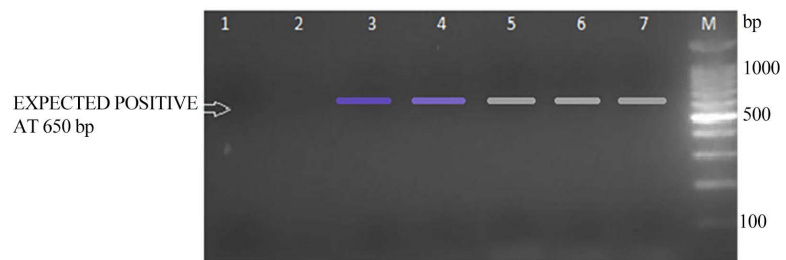 1 2 3 4 5 6 7 M bp
1000
EXPECTED POSITIVE
AT 650 bp
500
100